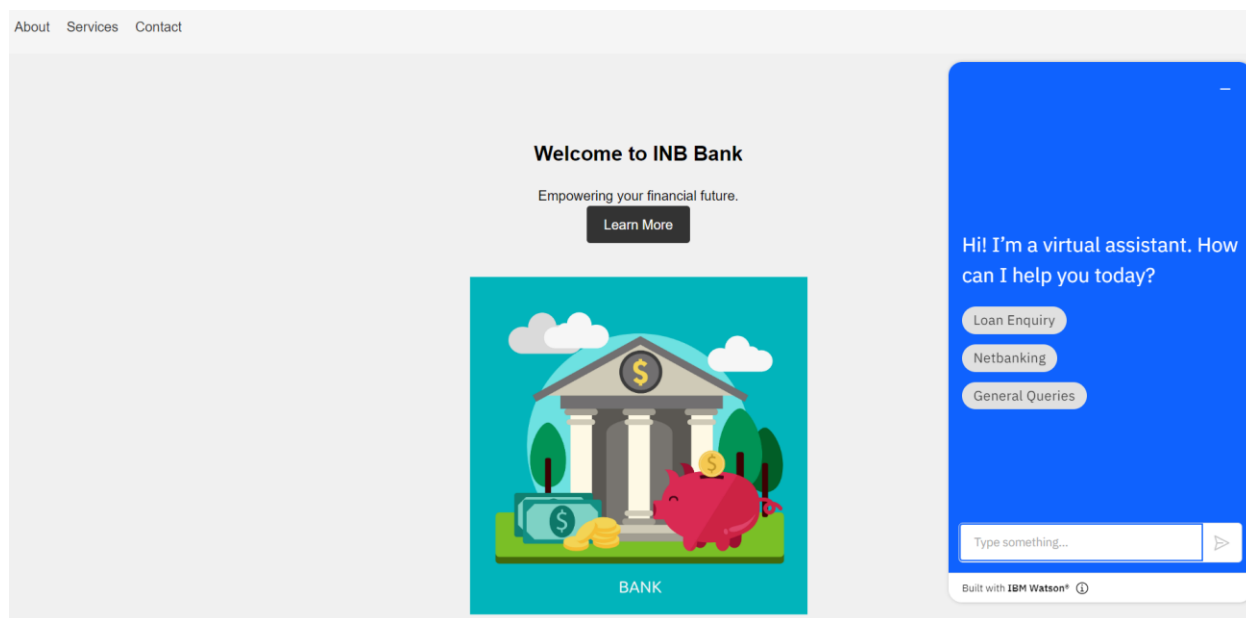 About Services Contact
Welcome to INB Bank
Empowering your financial future.
Learn More
$
$
$
BANK
Hi! I'm a virtual assistant. How
can I help you today?
Loan Enquiry
Netbanking
General Queries
Type something...
Built with IBM Watson® i